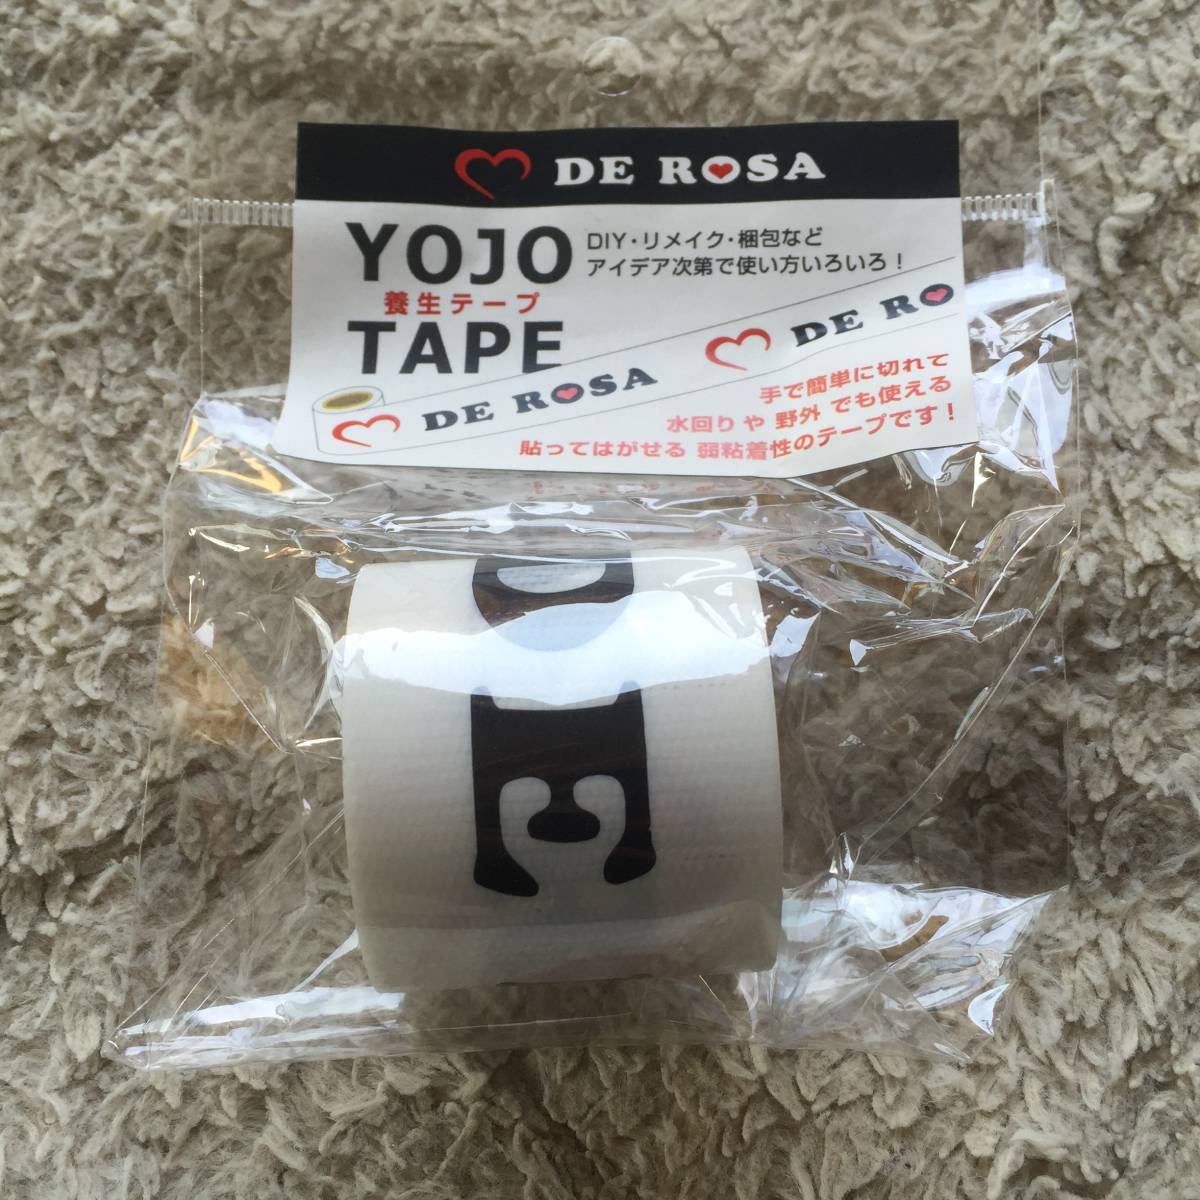 DE ROSA
YOJO
養生テープ
TAPE
DIY・リメイク・梱包など
アイデア次第で使い方いろいろ！
DE ROSA
DE RO
手で簡単に切れて
水回りや 野外 でも使える
貼ってはがせる 弱粘着性のテープです！
DE